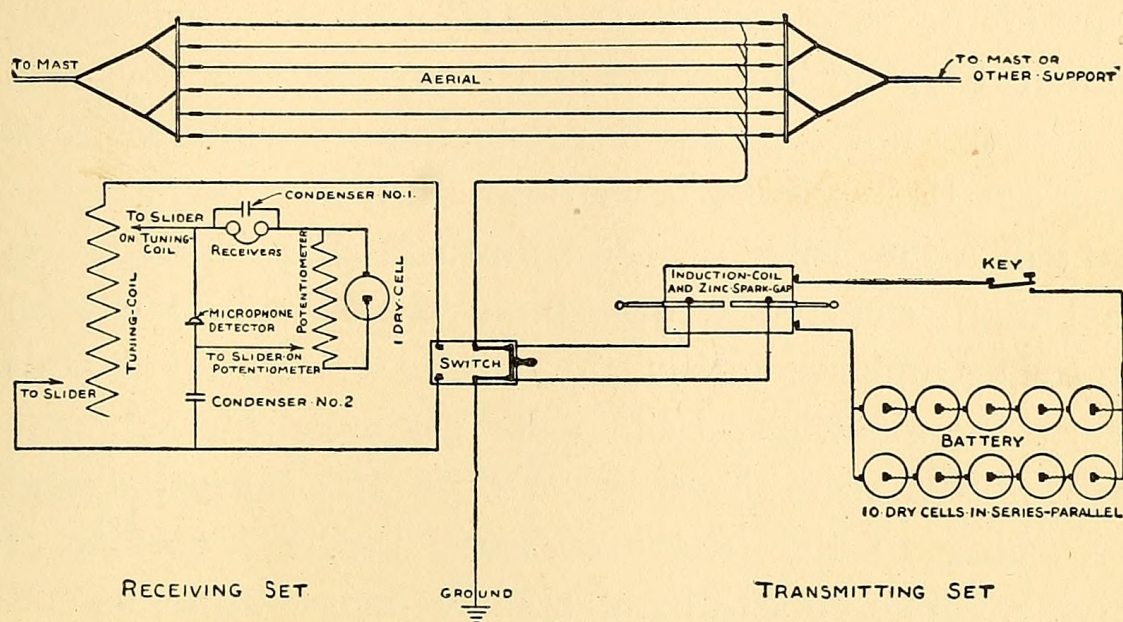 TO MAST
AERIAL
TO MAST OR
OTHER SUPPORT
CONDENSER NO. 1.
TO SLIDER
ON TUNING-
COIL
RECEIVERS
POTENTIOMETER
1 DRY CELL
TUNING-COIL
MICROPHONE
DETECTOR
TO SLIDER ON
POTENTIOMETER
TO SLIDER
CONDENSER NO. 2
SWITCH
INDUCTION-COIL
AND ZINC SPARK-GAP
KEY
BATTERY
10 DRY CELLS IN SERIES-PARALLEL
RECEIVING SET
GROUND
TRANSMITTING SET